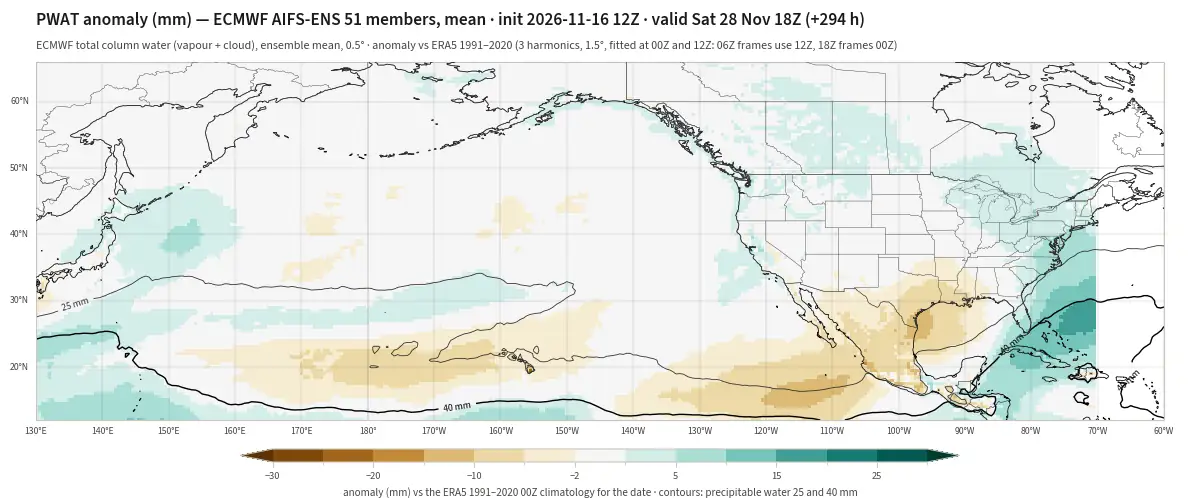 PWAT anomaly (mm) — ECMWF AIFS-ENS 51 members, mean · init 2026-11-16 12Z · valid Sat 28 Nov 18Z (+294 h)
ECMWF total column water (vapour + cloud), ensemble mean, 0.5° · anomaly vs ERA5 1991–2020 (3 harmonics, 1.5°, fitted at 00Z and 12Z: 06Z frames use 12Z, 18Z frames 00Z)
60°N
50°N
40°N
30°N
20°N
25 mm
40 mm
130°E 140°E 150°E 160°E 170°E 180° 170°W 160°W 150°W 140°W 130°W 120°W 110°W 100°W 90°W 80°W 70°W 60°W
−30 −20 −10 −2 5 15 25
anomaly (mm) vs the ERA5 1991–2020 00Z climatology for the date · contours: precipitable water 25 and 40 mm